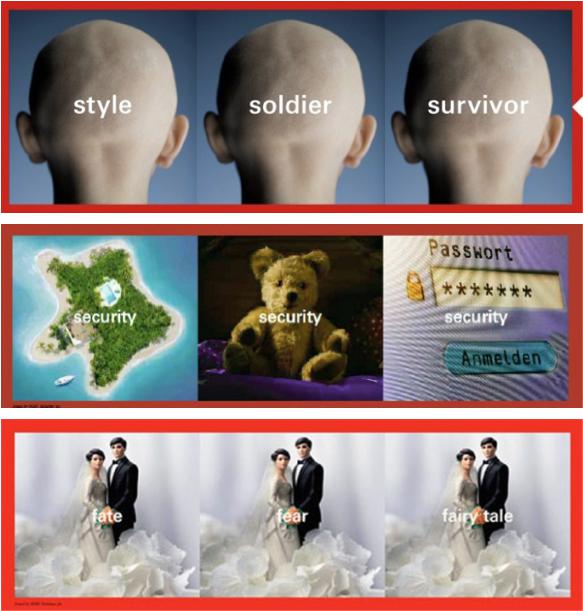 style
soldier
survivor
security
security
Passwort
*******
security
Anmelden
fate
fear
fairy tale